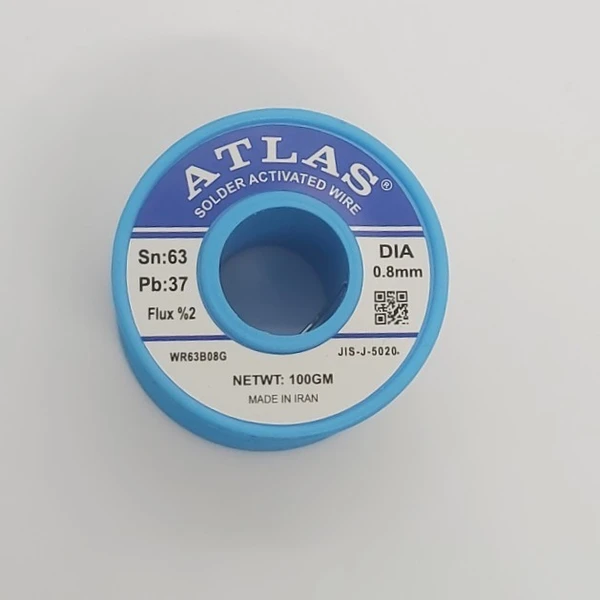 ATLAS®
SOLDER ACTIVATED WIRE
Sn:63
Pb:37
Flux %2
DIA
0.8mm
WR63B08G
JIS-J-5020-
NETWT: 100GM
MADE IN IRAN